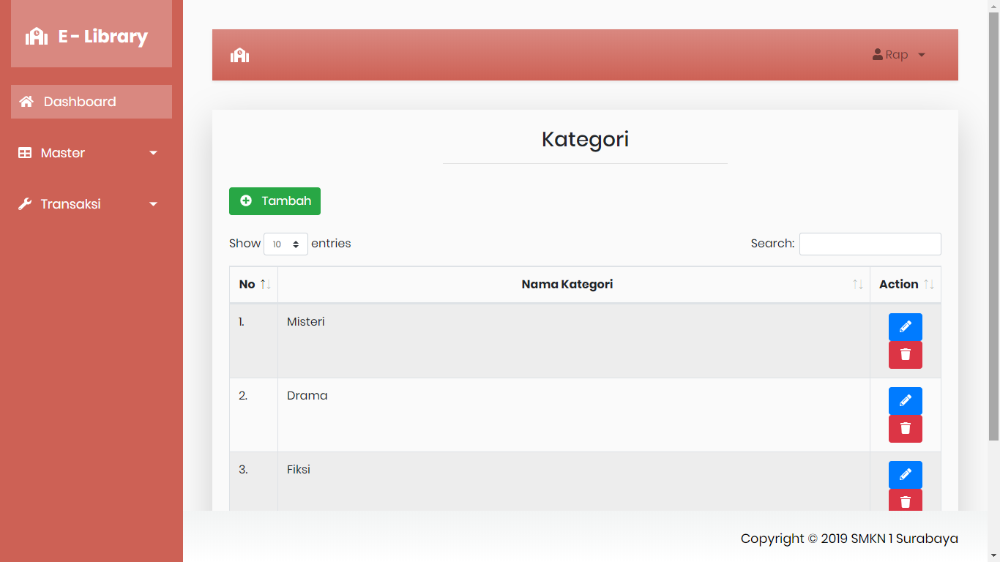 E - Library
Rap
Dashboard
Master
Transaksi
Kategori
Tambah
Show 10 entries Search:
No Nama Kategori Action
1. Misteri
2. Drama
3. Fiksi
Copyright © 2019 SMKN 1 Surabaya